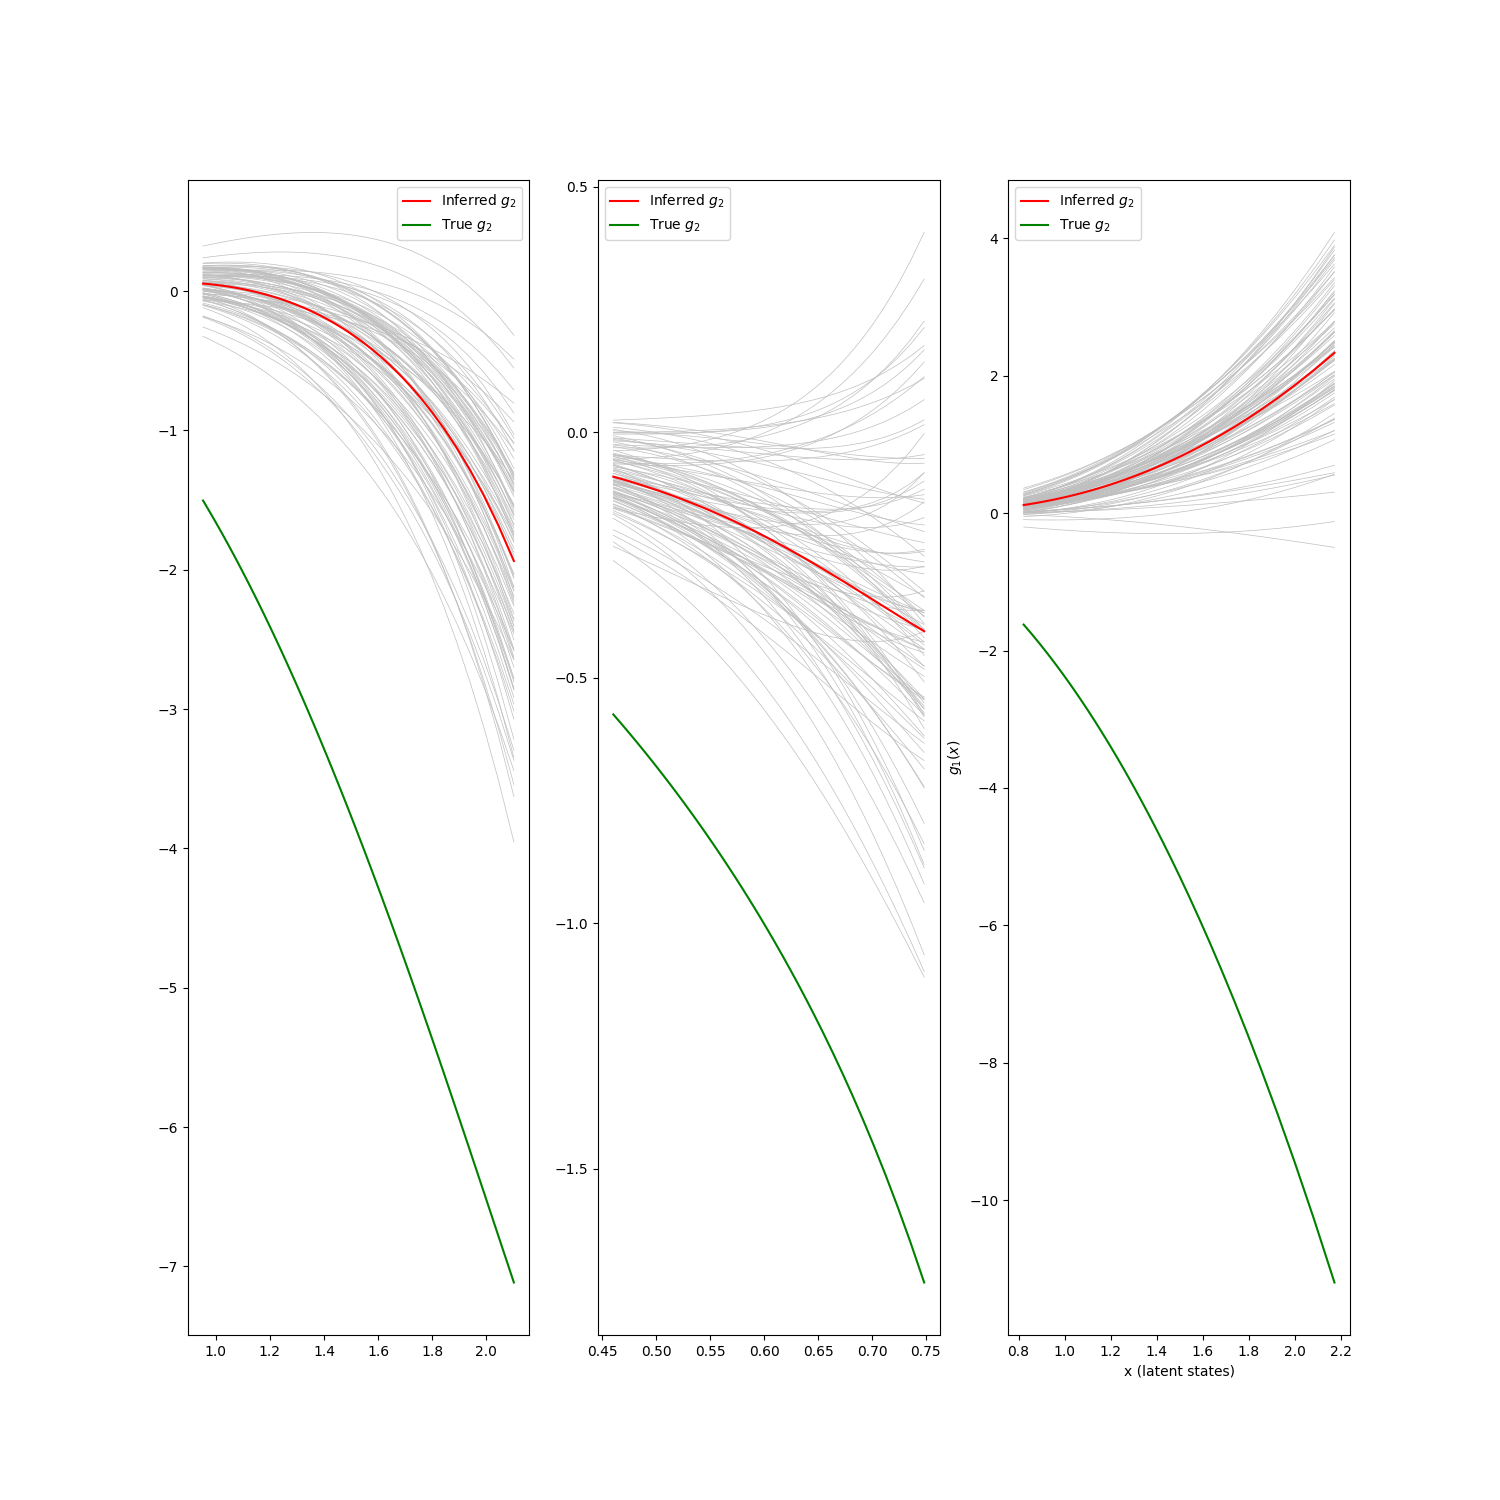 Inferred g₂
True g₂
0
−1
−2
−3
−4
−5
−6
−7
1.0 1.2 1.4 1.6 1.8 2.0
Inferred g₂
True g₂
0.5
0.0
−0.5
−1.0
−1.5
0.45 0.50 0.55 0.60 0.65 0.70 0.75
Inferred g₂
True g₂
g₁(x)
4
2
0
−2
−4
−6
−8
−10
0.8 1.0 1.2 1.4 1.6 1.8 2.0 2.2
x (latent states)